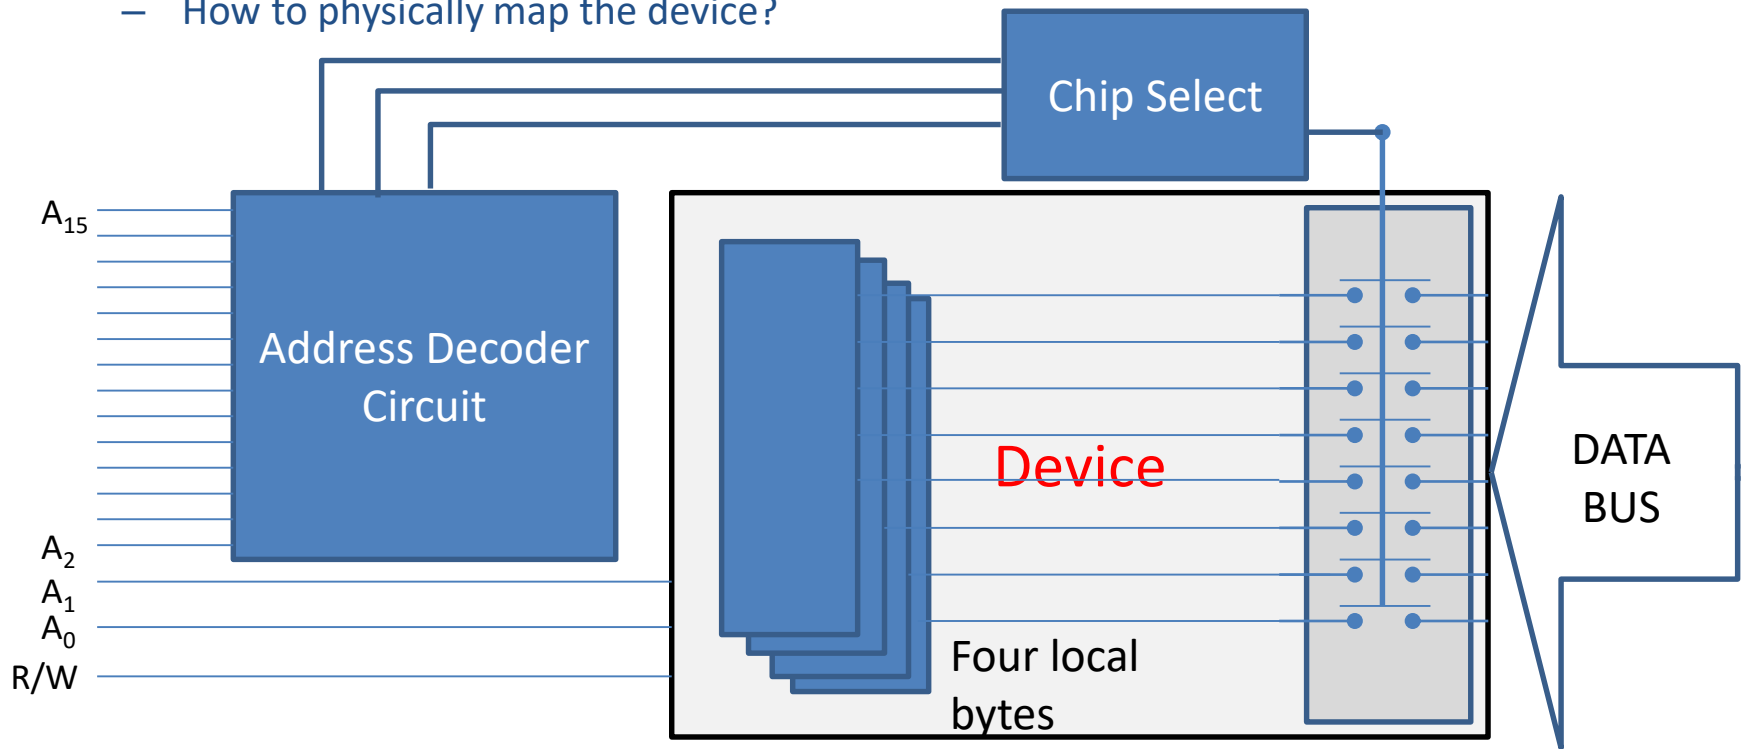 – How to physically map the device?
Chip Select
A15
Address Decoder
Circuit
Device
DATA
BUS
A2
A1
A0
R/W
Four local
bytes